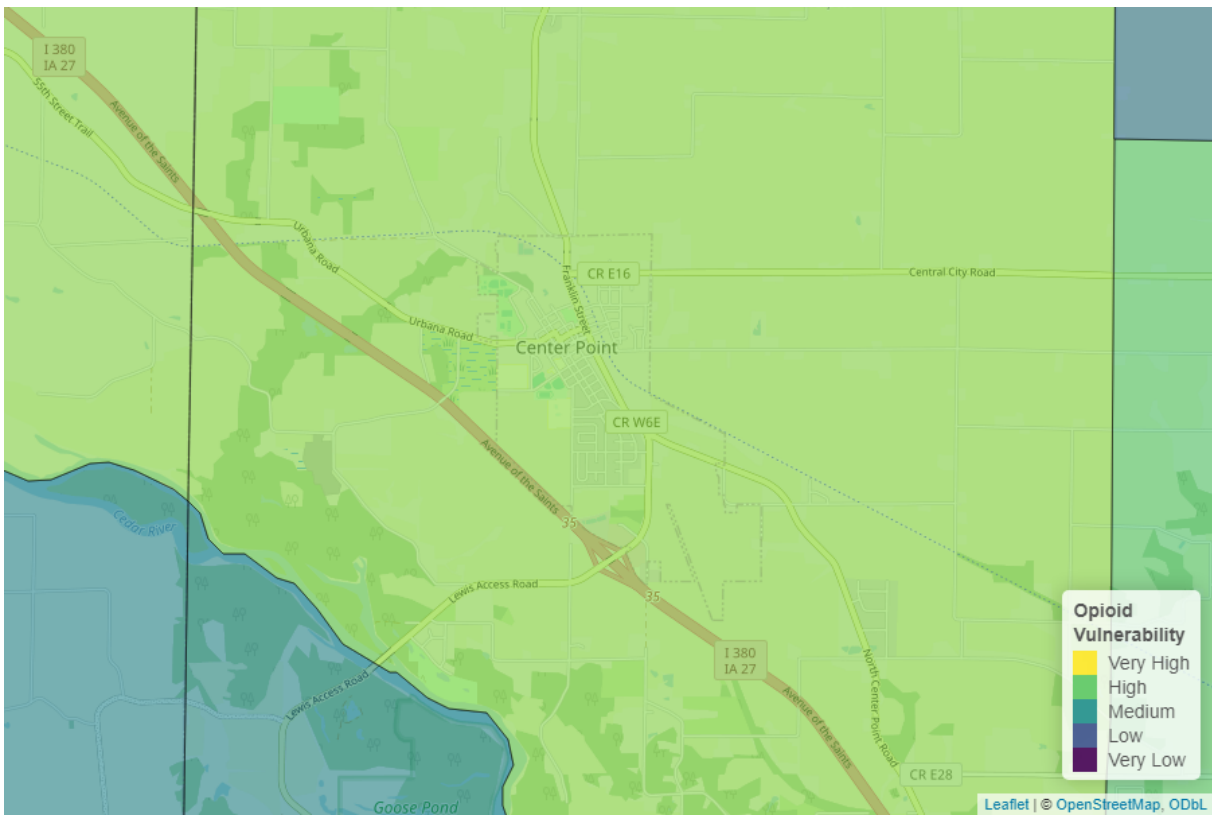 I 380
IA 27
55th Street Trail
Avenue of the Saints
Urbana Road
Franklin Street
CR E16
Central City Road
Urbana Road
Center Point
CR W6E
Avenue of the Saints
35
Cedar River
Lewis Access Road
35
I 380
IA 27
North Center Point Road
Lewis Access Road
Avenue of the Saints
CR E28
Goose Pond
Opioid
Vulnerability
Very High
High
Medium
Low
Very Low
Leaflet | © OpenStreetMap, ODbL